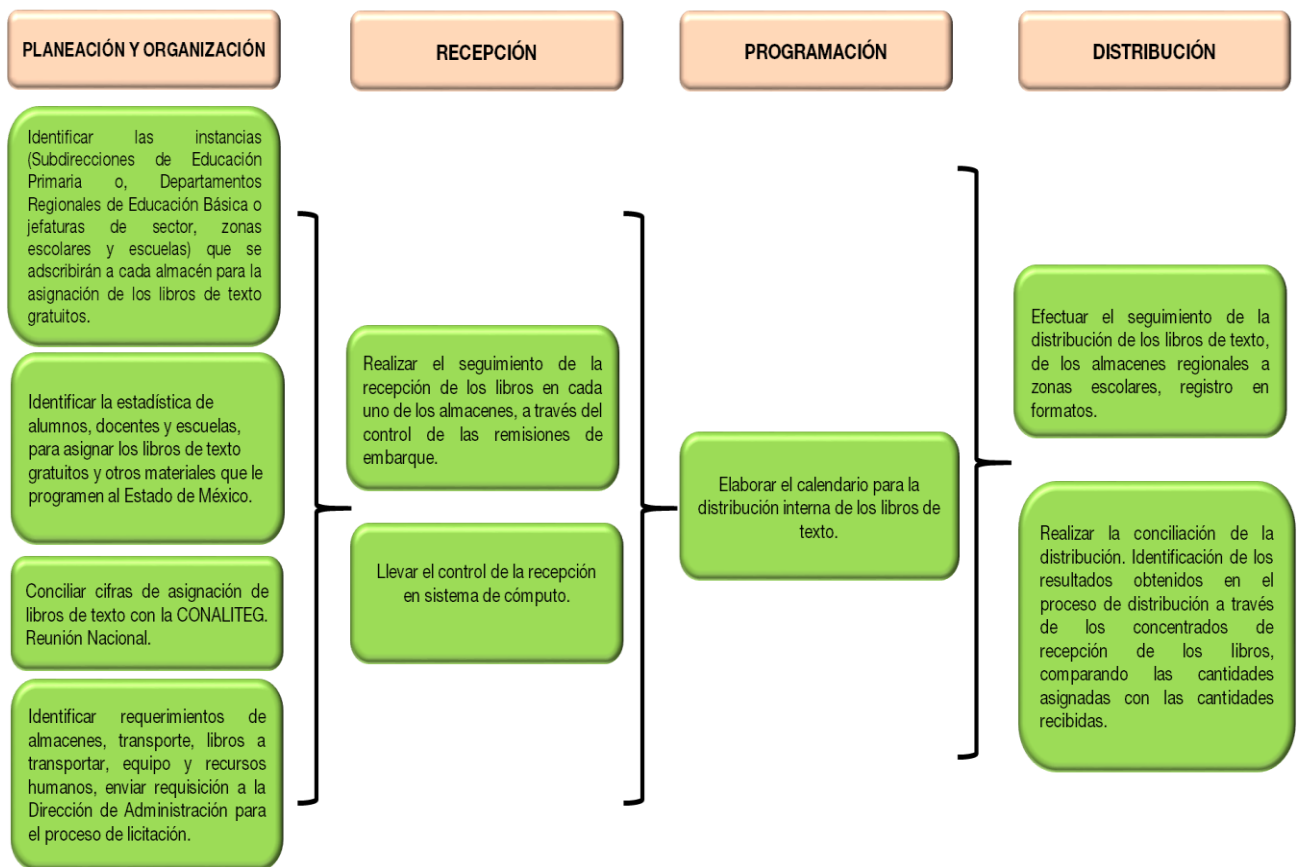 PLANEACIÓN Y ORGANIZACIÓN
Identificar las instancias
(Subdirecciones de Educación
Primaria o, Departamentos
Regionales de Educación Básica o
jefaturas de sector, zonas
escolares y escuelas) que se
adscribirán a cada almacén para la
asignación de los libros de texto
gratuitos.
Identificar la estadística de
alumnos, docentes y escuelas,
para asignar los libros de texto
gratuitos y otros materiales que le
programen al Estado de México.
Conciliar cifras de asignación de
libros de texto con la CONALITEG.
Reunión Nacional.
Identificar requerimientos de
almacenes, transporte, libros a
transportar, equipo y recursos
humanos, enviar requisición a la
Dirección de Administración para
el proceso de licitación.
RECEPCIÓN
Realizar el seguimiento de la
recepción de los libros en cada
uno de los almacenes, a través del
control de las remisiones de
embarque.
Llevar el control de la recepción
en sistema de cómputo.
PROGRAMACIÓN
Elaborar el calendario para la
distribución interna de los libros de
texto.
DISTRIBUCIÓN
Efectuar el seguimiento de la
distribución de los libros de texto,
de los almacenes regionales a
zonas escolares, registro en
formatos.
Realizar la conciliación de la
distribución. Identificación de los
resultados obtenidos en el
proceso de distribución a través
de los concentrados de
recepción de los libros,
comparando las cantidades
asignadas con las cantidades
recibidas.